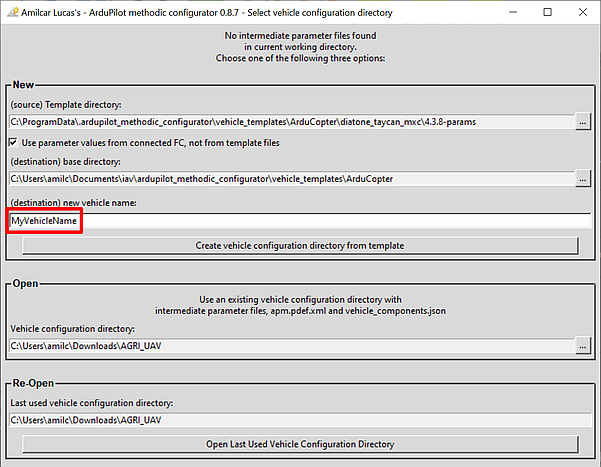 Amilcar Lucas's - ArduPilot methodic configurator 0.8.7 - Select vehicle configuration directory
No intermediate parameter files found
in current working directory.
Choose one of the following three options:
New
(source) Template directory:
C:\ProgramData\.ardupilot_methodic_configurator\vehicle_templates\ArduCopter\diatone_taycan_mxc\4.3.8-params
...
Use parameter values from connected FC, not from template files
(destination) base directory:
C:\Users\amilc\Documents\iav\ardupilot_methodic_configurator\vehicle_templates\ArduCopter
...
(destination) new vehicle name:
MyVehicleName
Create vehicle configuration directory from template
Open
Use an existing vehicle configuration directory with
intermediate parameter files, apm.pdef.xml and vehicle_components.json
Vehicle configuration directory:
C:\Users\amilc\Downloads\AGRI_UAV
...
Re-Open
Last used vehicle configuration directory:
C:\Users\amilc\Downloads\AGRI_UAV
Open Last Used Vehicle Configuration Directory